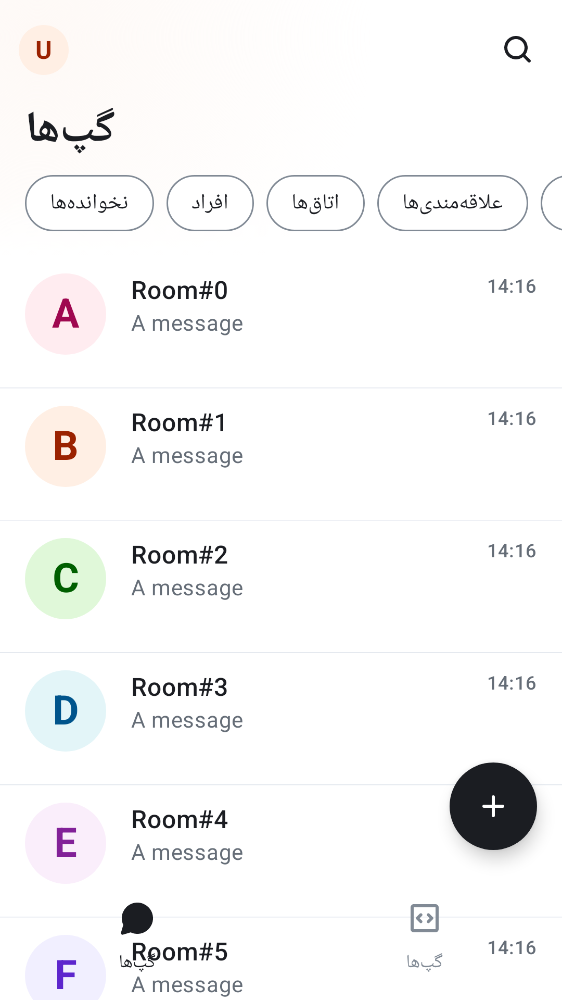 U
گپ‌ها
نخوانده‌ها
افراد
اتاق‌ها
علاقه‌مندی‌ها
A
Room#0
14:16
A message
B
Room#1
14:16
A message
C
Room#2
14:16
A message
D
Room#3
14:16
A message
E
Room#4
A message
F
Room#5
14:16
A message
گپ‌ها
گپ‌ها